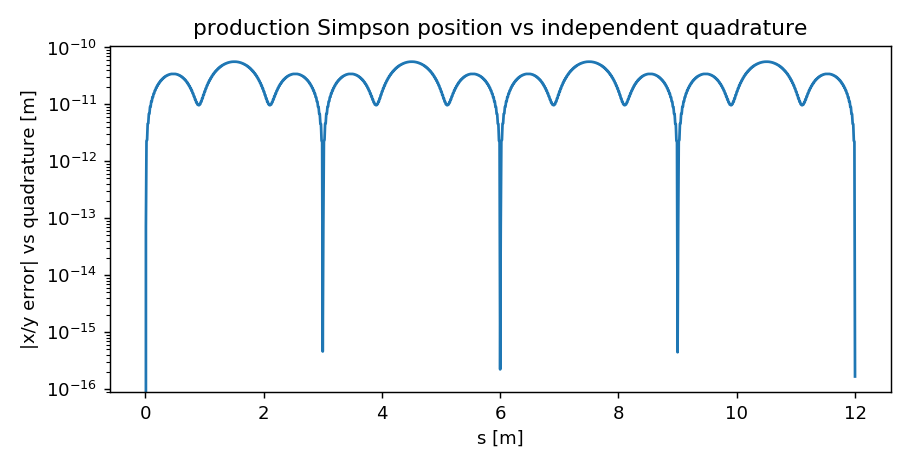 production Simpson position vs independent quadrature
|x/y error| vs quadrature [m]
10⁻¹⁰
10⁻¹¹
10⁻¹²
10⁻¹³
10⁻¹⁴
10⁻¹⁵
10⁻¹⁶
0 2 4 6 8 10 12
s [m]